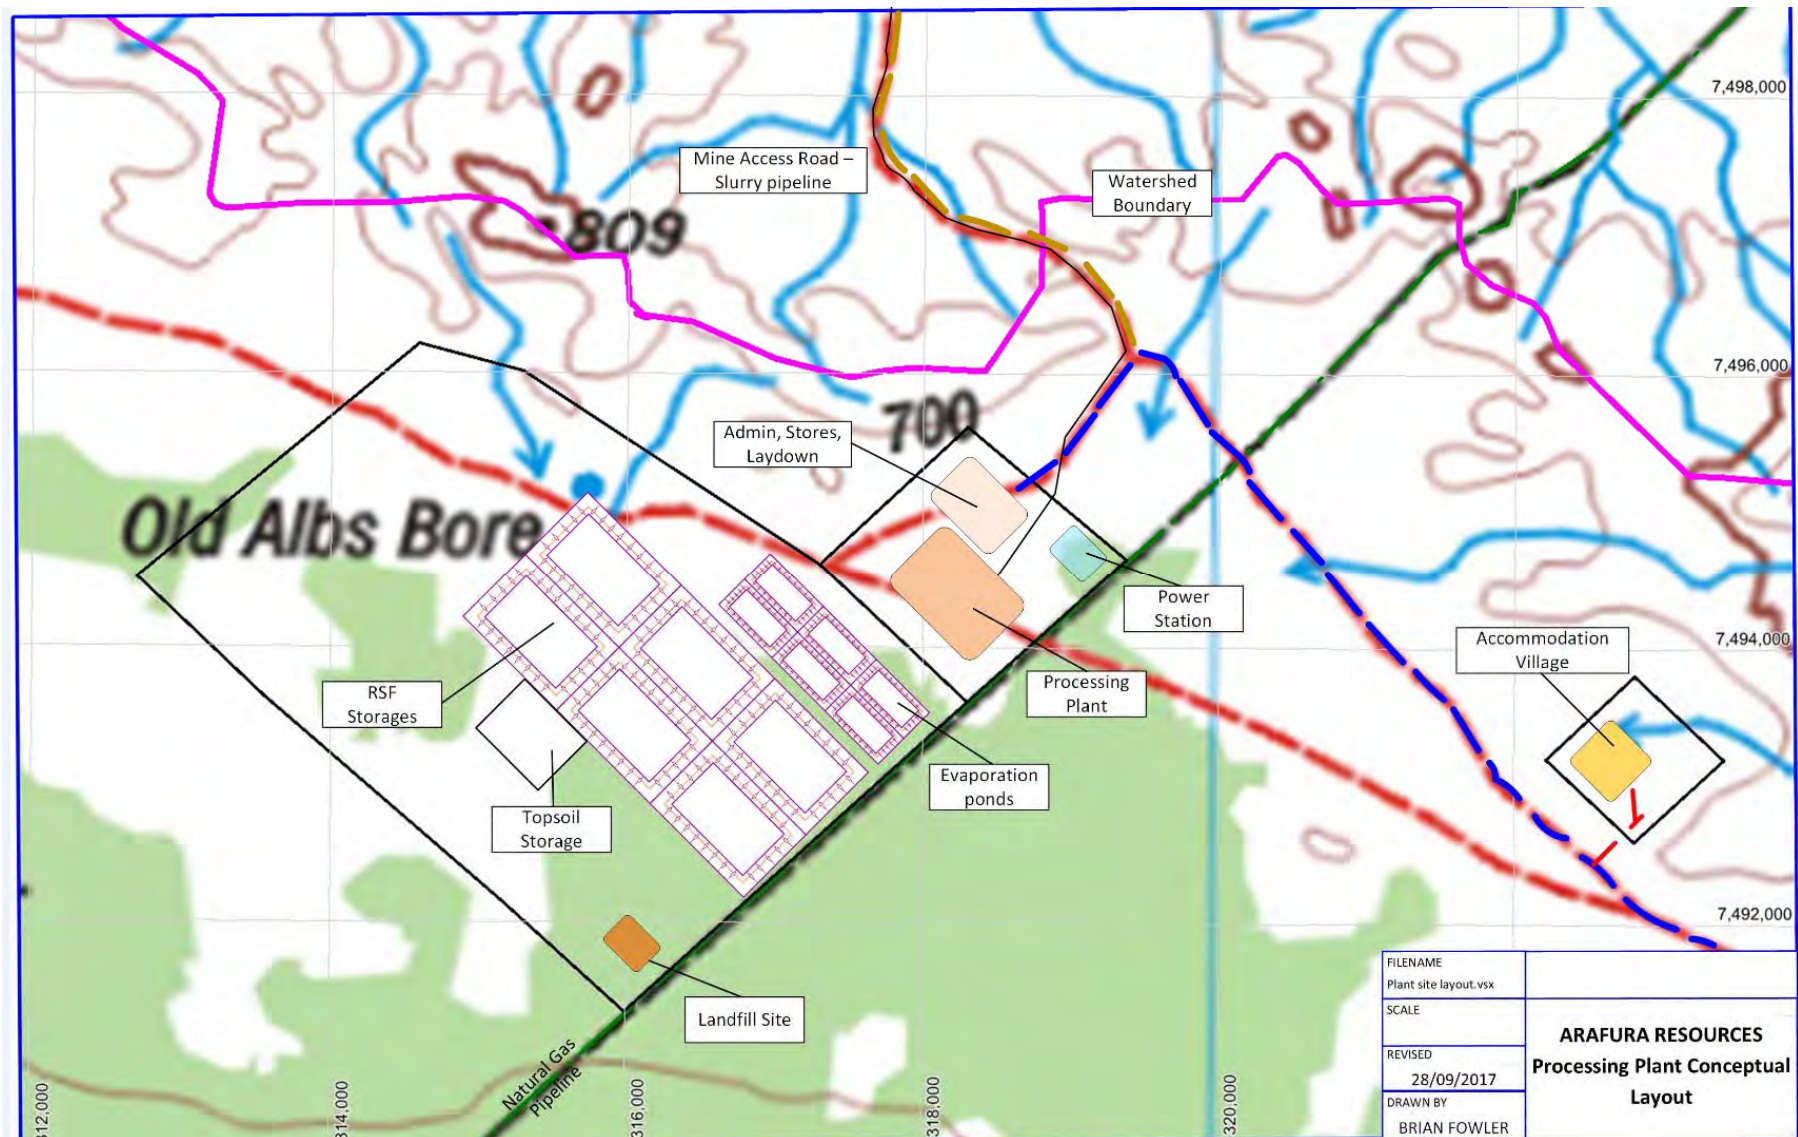 7,498,000
Mine Access Road –
Slurry pipeline
Watershed
Boundary
809
7,496,000
700
Admin, Stores,
Laydown
Old Albs Bore
Power
Station
7,494,000
Accommodation
Village
RSF
Storages
Processing
Plant
Evaporation
ponds
Topsoil
Storage
7,492,000
Landfill Site
Natural Gas
Pipeline
312,000
314,000
316,000
318,000
320,000
FILENAME
Plant site layout.vsx
SCALE
REVISED
28/09/2017
DRAWN BY
BRIAN FOWLER
ARAFURA RESOURCES
Processing Plant Conceptual
Layout